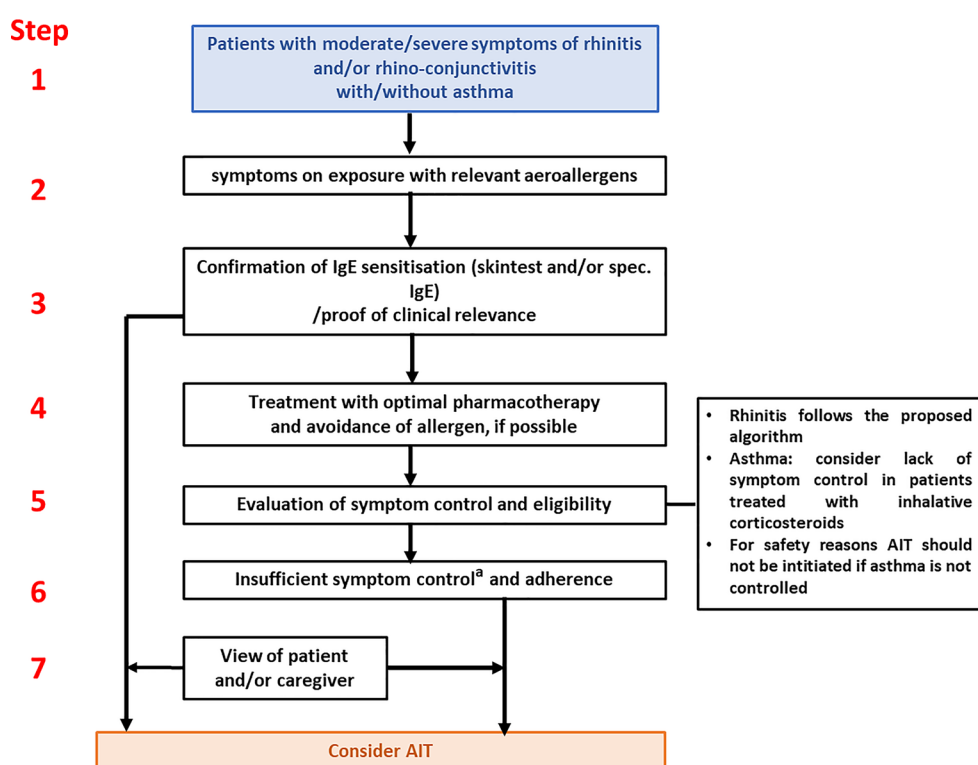 Step
1
Patients with moderate/severe symptoms of rhinitis
and/or rhino-conjunctivitis
with/without asthma
2
symptoms on exposure with relevant aeroallergens
3
Confirmation of IgE sensitisation (skintest and/or spec.
IgE)
/proof of clinical relevance
4
Treatment with optimal pharmacotherapy
and avoidance of allergen, if possible
5
Evaluation of symptom control and eligibility
• Rhinitis follows the proposed
algorithm
• Asthma: consider lack of
symptom control in patients
treated with inhalative
corticosteroids
• For safety reasons AIT should
not be intitiated if asthma is not
controlled
6
Insufficient symptom controlᵃ and adherence
7
View of patient
and/or caregiver
Consider AIT